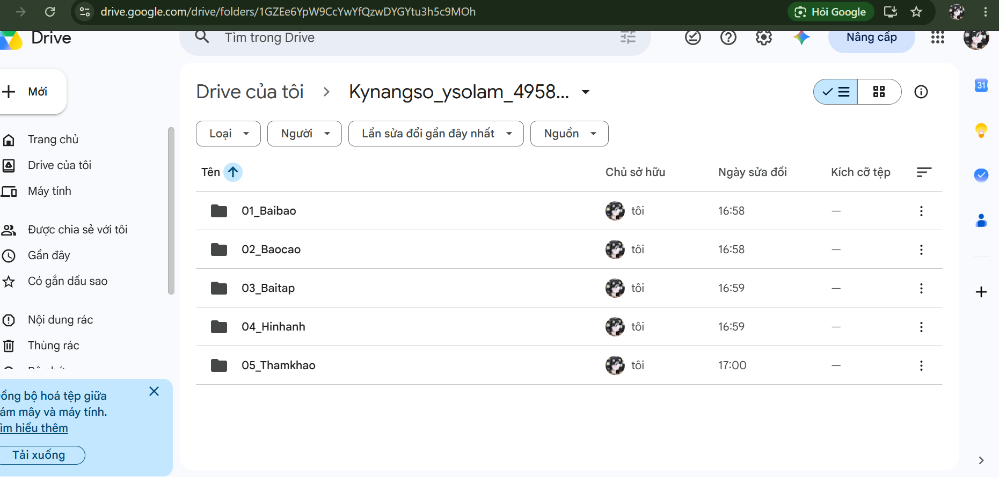 drive.google.com/drive/folders/1GZEe6YpW9CcYwYfQzwDYGYtu3h5c9MOh
Hỏi Google
Drive
Tìm trong Drive
Nâng cấp
Mới
Drive của tôi
Kynangso_ysolam_4958...
31
Loại
Người
Lần sửa đổi gần đây nhất
Nguồn
Trang chủ
Drive của tôi
Máy tính
Được chia sẻ với tôi
Gần đây
Có gắn dấu sao
Nội dung rác
Thùng rác
Tên Chủ sở hữu Ngày sửa đổi Kích cỡ tệp
01_Baibao tôi 16:58 —
02_Baocao tôi 16:58 —
03_Baitap tôi 16:59 —
04_Hinhanh tôi 16:59 —
05_Thamkhao tôi 17:00 —
ồng bộ hoá tệp giữa
ám mây và máy tính.
ìm hiểu thêm
Tải xuống